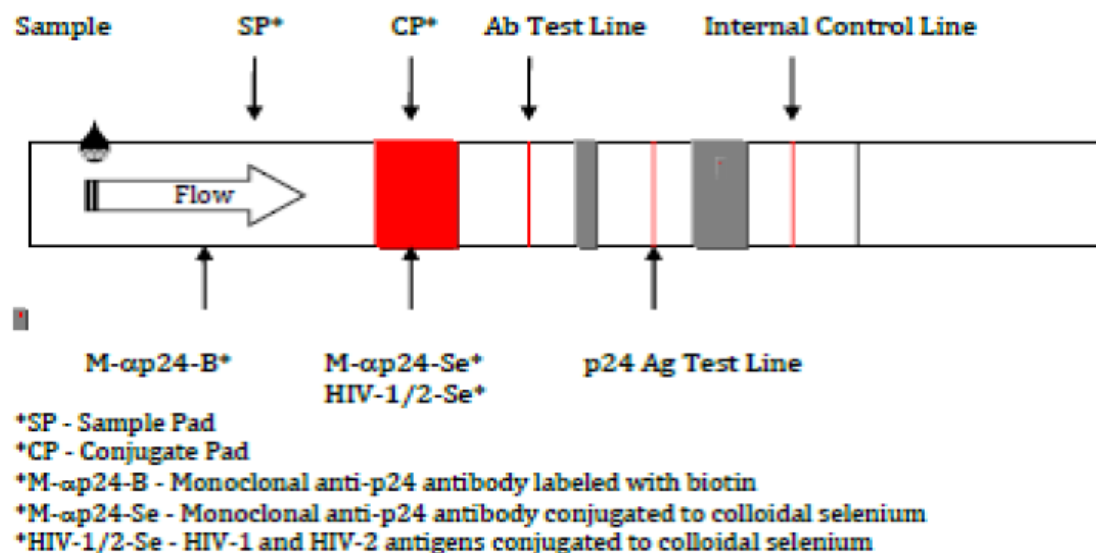 Sample SP* CP* Ab Test Line Internal Control Line
Flow
M-αp24-B* M-αp24-Se* p24 Ag Test Line
HIV-1/2-Se*
*SP - Sample Pad
*CP - Conjugate Pad
*M-αp24-B - Monoclonal anti-p24 antibody labeled with biotin
*M-αp24-Se - Monoclonal anti-p24 antibody conjugated to colloidal selenium
*HIV-1/2-Se - HIV-1 and HIV-2 antigens conjugated to colloidal selenium